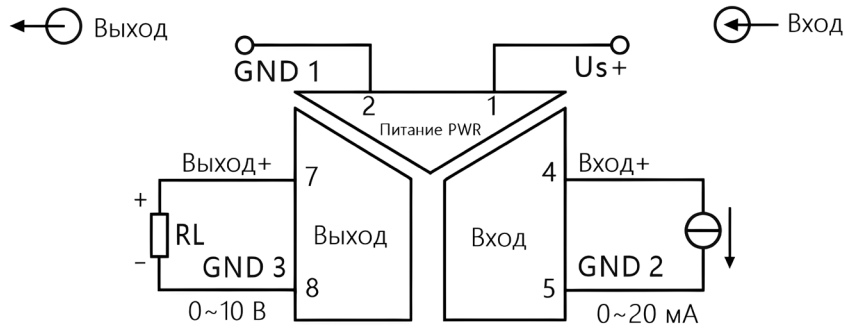 Выход
Вход
GND 1
Us+
2
1
Питание PWR
Выход+
7
4
Вход+
+
RL
Выход
Вход
−
GND 3
8
5
GND 2
0~10 В
0~20 мА